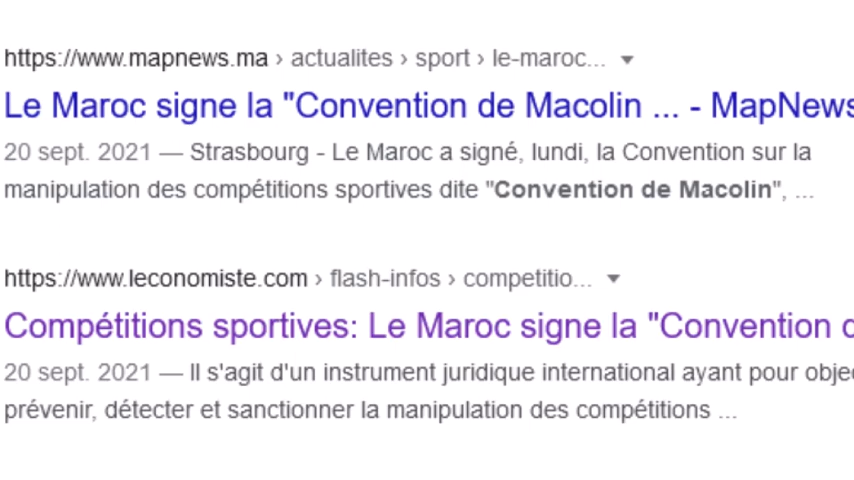 https://www.mapnews.ma › actualites › sport › le-maroc...
Le Maroc signe la "Convention de Macolin ... - MapNews
20 sept. 2021 — Strasbourg - Le Maroc a signé, lundi, la Convention sur la
manipulation des compétitions sportives dite "Convention de Macolin", ...
https://www.leconomiste.com › flash-infos › competitio...
Compétitions sportives: Le Maroc signe la "Convention d
20 sept. 2021 — Il s'agit d'un instrument juridique international ayant pour obje
prévenir, détecter et sanctionner la manipulation des compétitions ...